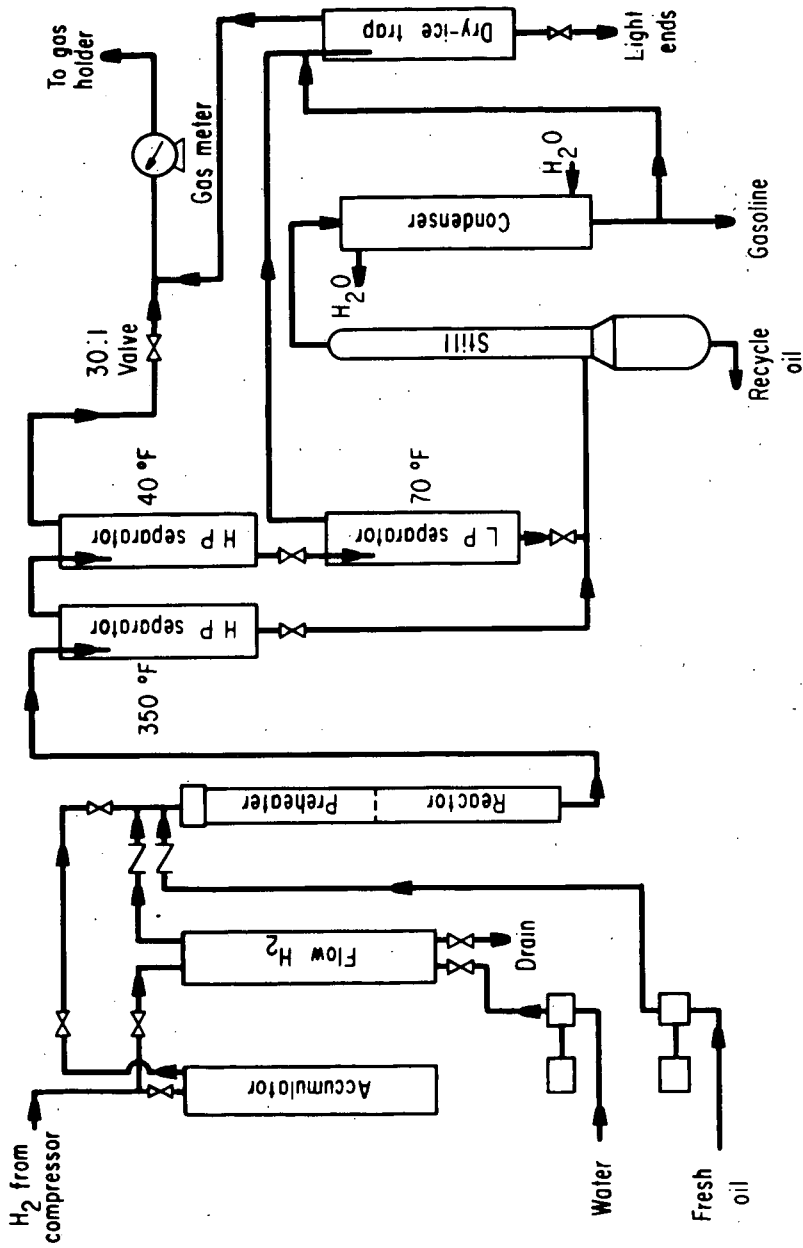 H2 from
compressor
Accumulator
Flow H2
Drain
Water
Fresh
oil
Preheater
Reactor
350 °F
H P separator
H P separator
40 °F
L P separator
70 °F
30:1
Valve
To gas
holder
Gas meter
Still
Recycle
oil
H2O
Condenser
H2O
Gasoline
Dry-ice trap
Light
ends